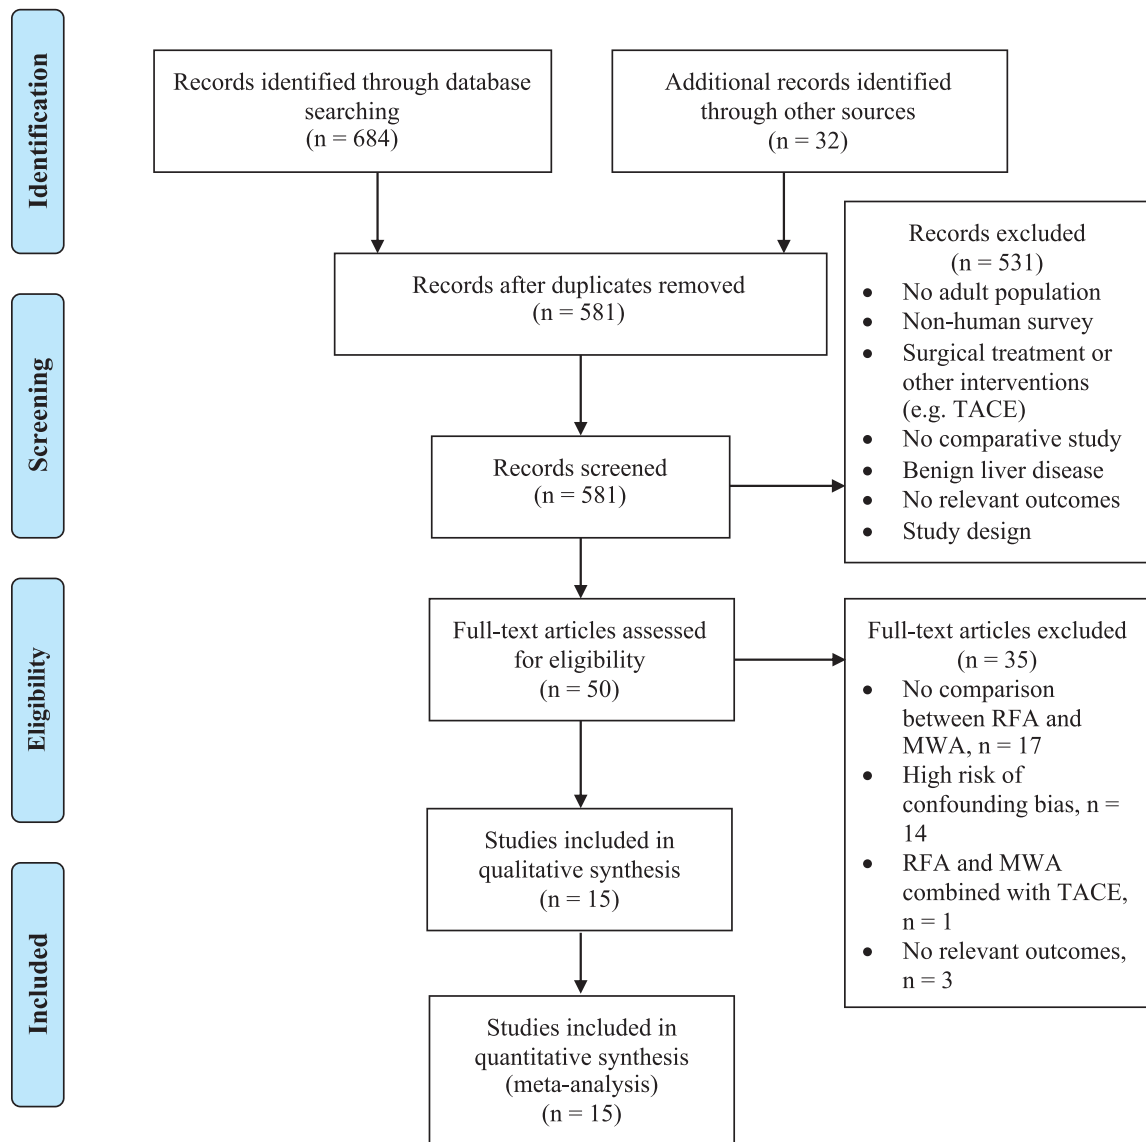 Identification
Records identified through database
searching
(n = 684)
Additional records identified
through other sources
(n = 32)
Records after duplicates removed
(n = 581)
Screening
Records screened
(n = 581)
Records excluded
(n = 531)
• No adult population
• Non-human survey
• Surgical treatment or
other interventions
(e.g. TACE)
• No comparative study
• Benign liver disease
• No relevant outcomes
• Study design
Eligibility
Full-text articles assessed
for eligibility
(n = 50)
Full-text articles excluded
(n = 35)
• No comparison
between RFA and
MWA, n = 17
• High risk of
confounding bias, n =
14
• RFA and MWA
combined with TACE,
n = 1
• No relevant outcomes,
n = 3
Included
Studies included in
qualitative synthesis
(n = 15)
Studies included in
quantitative synthesis
(meta-analysis)
(n = 15)